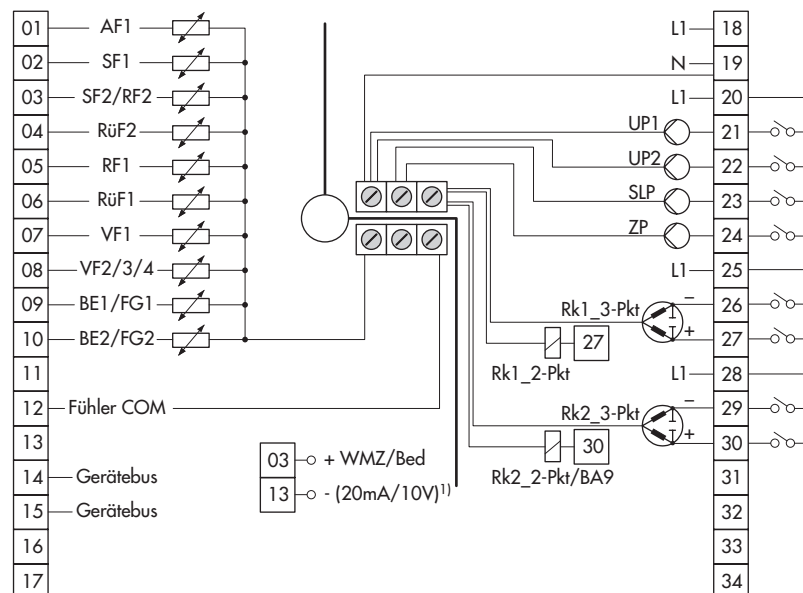 01 AF1
02 SF1
03 SF2/RF2
04 RüF2
05 RF1
06 RüF1
07 VF1
08 VF2/3/4
09 BE1/FG1
10 BE2/FG2
11
12 Fühler COM
13
14 Gerätebus
15 Gerätebus
16
17
03 + WMZ/Bed
13 - (20mA/10V)1)
L1 18
N 19
L1 20
UP1 21
UP2 22
SLP 23
ZP 24
L1 25
Rk1_3-Pkt − 26
+ 27
27
Rk1_2-Pkt
L1 28
Rk2_3-Pkt − 29
+ 30
30
Rk2_2-Pkt/BA9
31
32
33
34